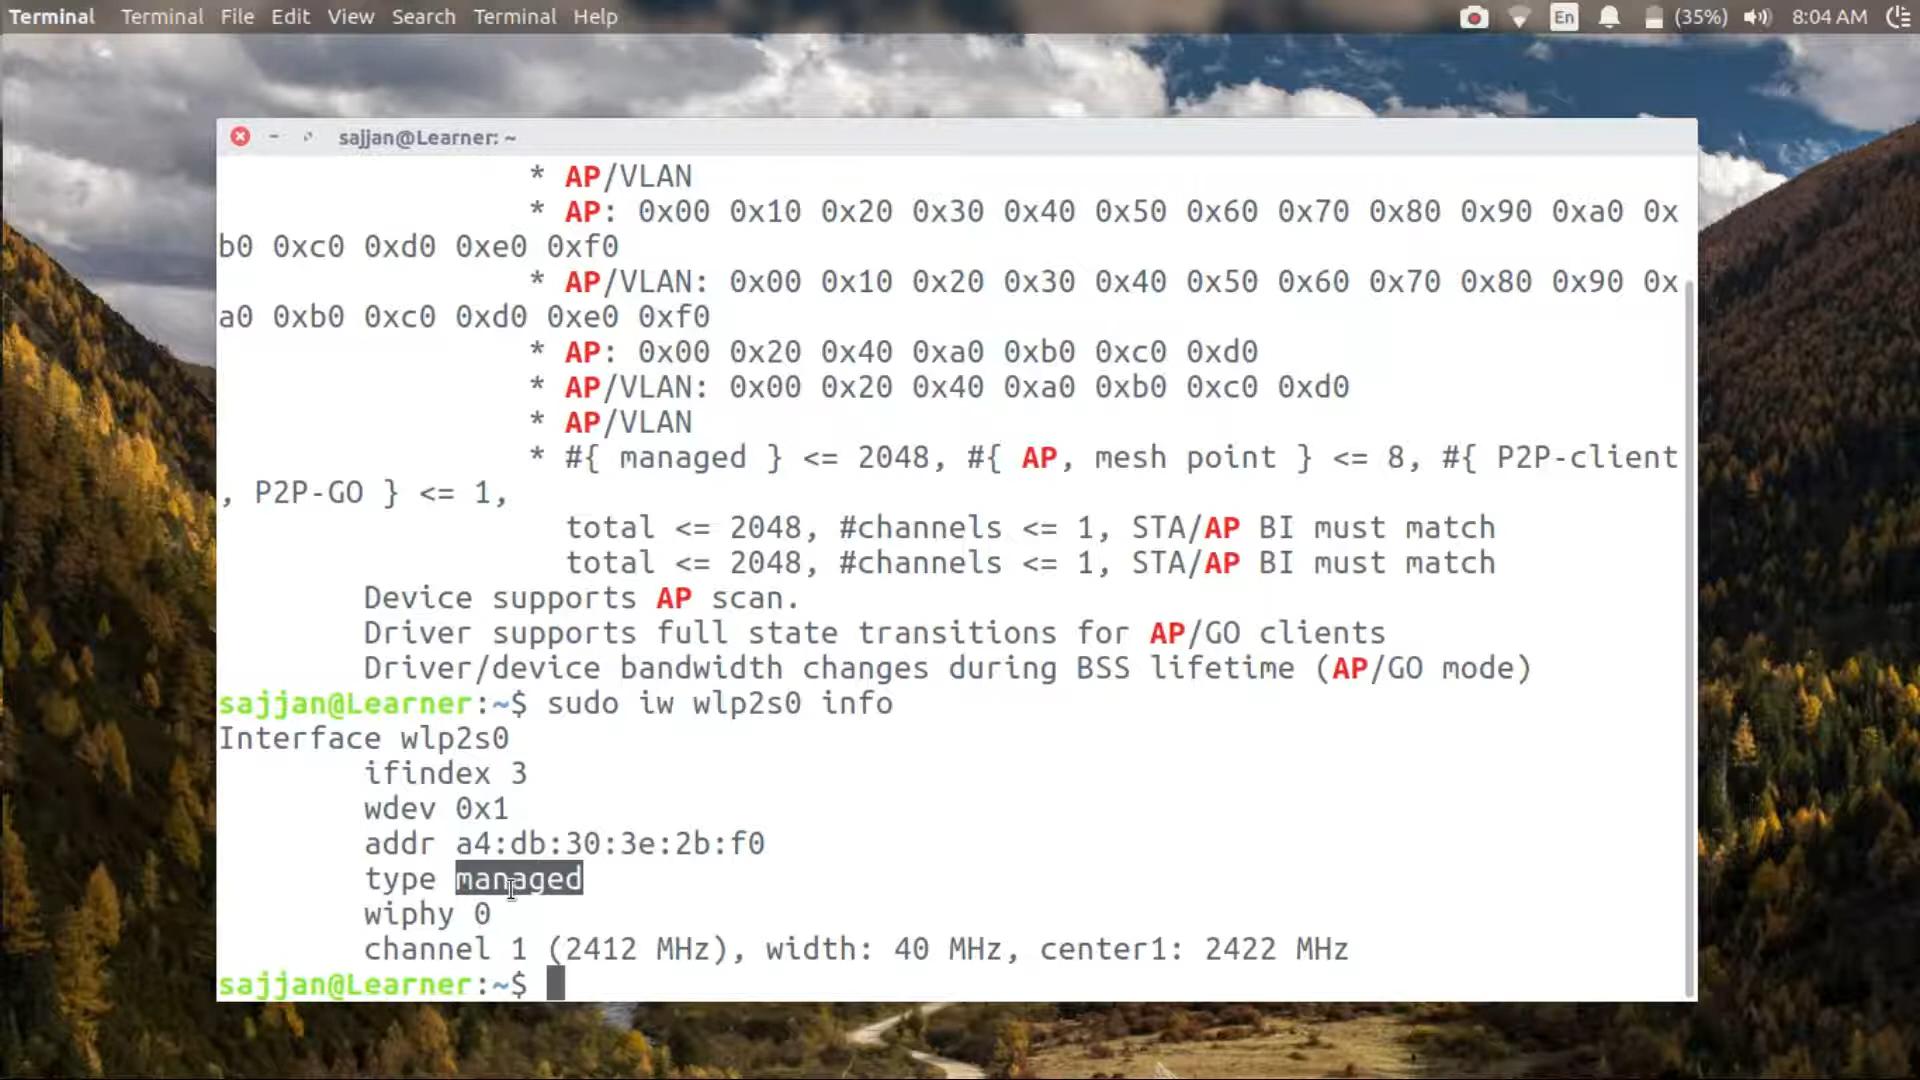 Terminal Terminal File Edit View Search Terminal Help En (35%) 8:04 AM
sajjan@Learner: ~
* AP/VLAN
* AP: 0x00 0x10 0x20 0x30 0x40 0x50 0x60 0x70 0x80 0x90 0xa0 0x
b0 0xc0 0xd0 0xe0 0xf0
* AP/VLAN: 0x00 0x10 0x20 0x30 0x40 0x50 0x60 0x70 0x80 0x90 0x
a0 0xb0 0xc0 0xd0 0xe0 0xf0
* AP: 0x00 0x20 0x40 0xa0 0xb0 0xc0 0xd0
* AP/VLAN: 0x00 0x20 0x40 0xa0 0xb0 0xc0 0xd0
* AP/VLAN
* #{ managed } <= 2048, #{ AP, mesh point } <= 8, #{ P2P-client
, P2P-GO } <= 1,
total <= 2048, #channels <= 1, STA/AP BI must match
total <= 2048, #channels <= 1, STA/AP BI must match
Device supports AP scan.
Driver supports full state transitions for AP/GO clients
Driver/device bandwidth changes during BSS lifetime (AP/GO mode)
sajjan@Learner:~$ sudo iw wlp2s0 info
Interface wlp2s0
ifindex 3
wdev 0x1
addr a4:db:30:3e:2b:f0
type managed
wiphy 0
channel 1 (2412 MHz), width: 40 MHz, center1: 2422 MHz
sajjan@Learner:~$